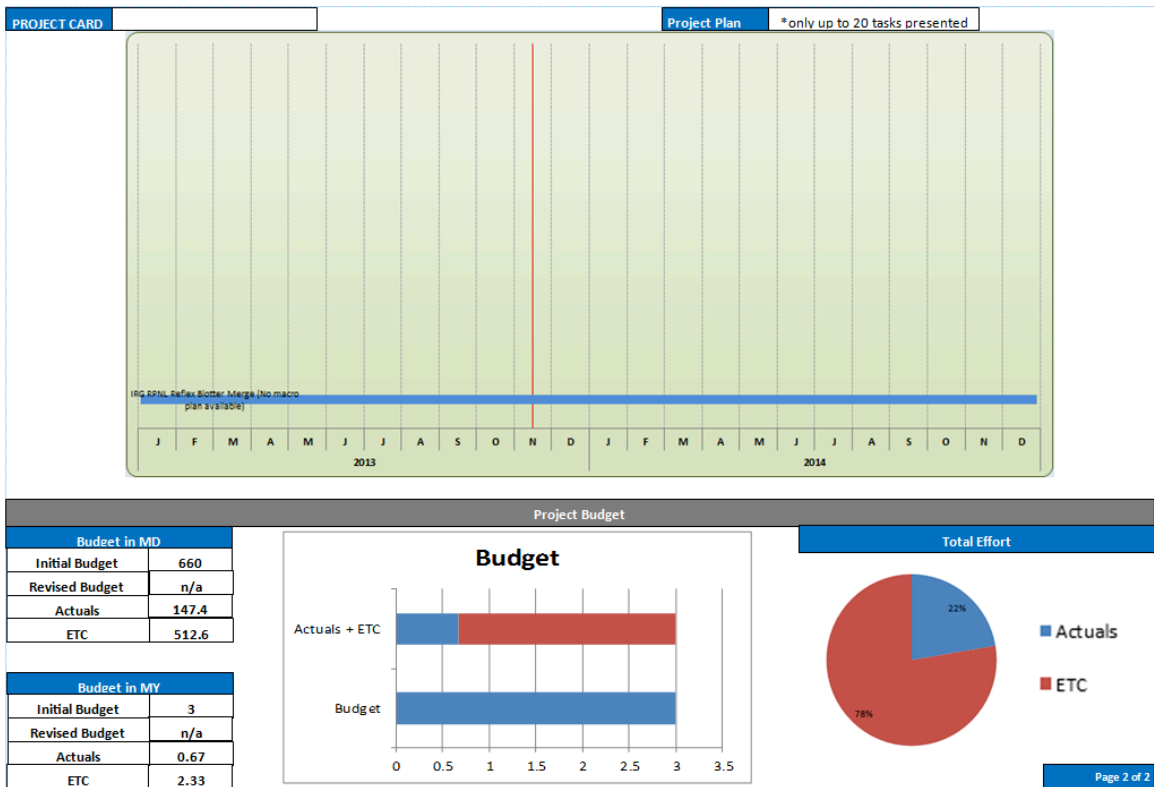 PROJECT CARD
Project Plan
*only up to 20 tasks presented
IRG RPNL Reflex Blotter Merge (No macro
plan available)
J F M A M J J A S O N D J F M A M J J A S O N D
2013 2014
Project Budget
Budget in MD
Initial Budget 660
Revised Budget n/a
Actuals 147.4
ETC 512.6
Budget in MY
Initial Budget 3
Revised Budget n/a
Actuals 0.67
ETC 2.33
Budget
Actuals + ETC
Budget
0 0.5 1 1.5 2 2.5 3 3.5
Total Effort
22%
78%
Actuals
ETC
Page 2 of 2